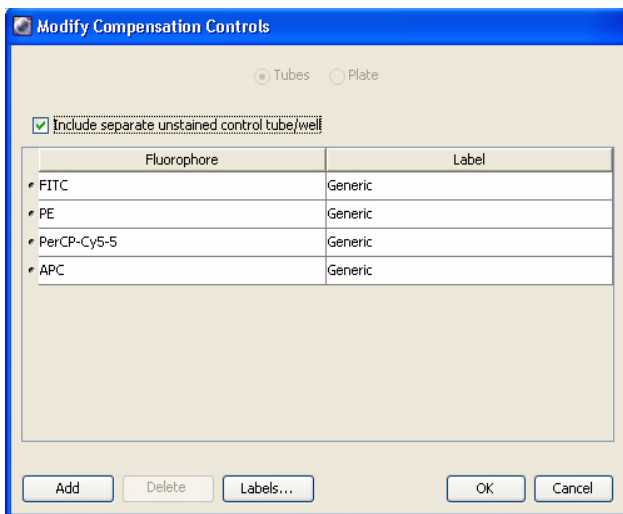 Modify Compensation Controls
Tubes Plate
Include separate unstained control tube/well
Fluorophore Label
FITC Generic
PE Generic
PerCP-Cy5-5 Generic
APC Generic
Add Delete Labels... OK Cancel